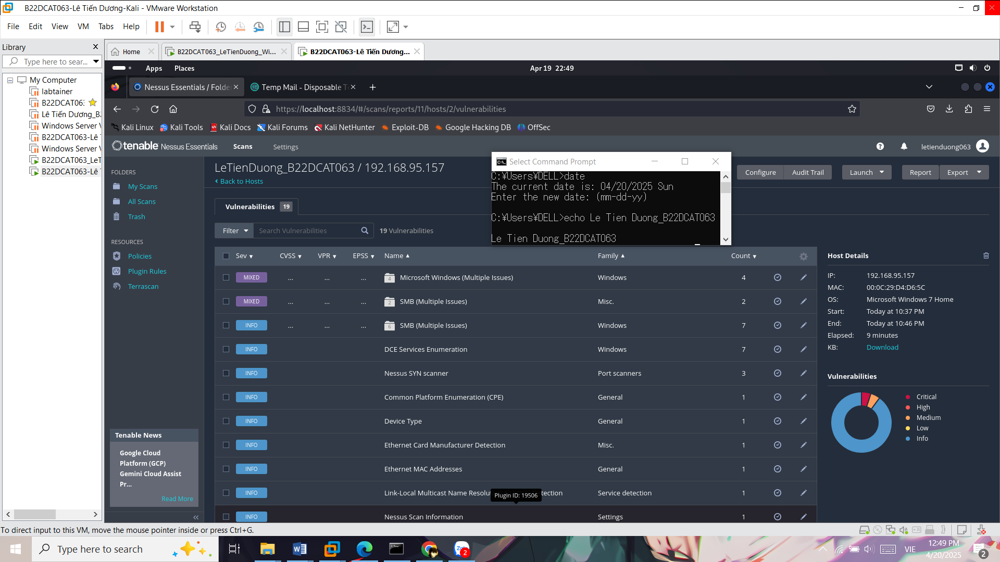 B22DCAT063-Lê Tiến Dương-Kali - VMware Workstation
File Edit View VM Tabs Help
Library
Type here to sear...
My Computer
labtainer
B22DCAT06
Lê Tiến Dương_B
Windows Server
B22DCAT063-Lê
Windows Server
B22DCAT063_LeT
B22DCAT063-Lê
Home
B22DCAT063_LeTienDuong_Wi...
B22DCAT063-Lê Tiến Dương...
Apps Places
Apr 19 22:49
Nessus Essentials / Folde
Temp Mail - Disposable T
https://localhost:8834/#/scans/reports/11/hosts/2/vulnerabilities
Kali Linux Kali Tools Kali Docs Kali Forums Kali NetHunter Exploit-DB Google Hacking DB OffSec
tenable Nessus Essentials Scans Settings letienduong063
FOLDERS
My Scans
All Scans
Trash
RESOURCES
Policies
Plugin Rules
Terrascan
Tenable News
Google Cloud
Platform (GCP)
Gemini Cloud Assist
Pr...
Read More
LeTienDuong_B22DCAT063 / 192.168.95.157
Back to Hosts
Configure Audit Trail Launch Report Export
Select Command Prompt
C:¥Users¥DELL>date
The current date is: 04/20/2025 Sun
Enter the new date: (mm-dd-yy)
C:¥Users¥DELL>echo Le Tien Duong_B22DCAT063
Le Tien Duong_B22DCAT063
Vulnerabilities 19
Filter Search Vulnerabilities 19 Vulnerabilities
Sev CVSS VPR EPSS Name Family Count
MIXED ... ... ... 4 Microsoft Windows (Multiple Issues) Windows 4
MIXED ... ... ... 2 SMB (Multiple Issues) Misc. 2
INFO ... ... ... 6 SMB (Multiple Issues) Windows 7
INFO DCE Services Enumeration Windows 7
INFO Nessus SYN scanner Port scanners 3
INFO Common Platform Enumeration (CPE) General 1
INFO Device Type General 1
INFO Ethernet Card Manufacturer Detection Misc. 1
INFO Ethernet MAC Addresses General 1
INFO Link-Local Multicast Name Resolu tection Service detection 1
Plugin ID: 19506
INFO Nessus Scan Information Settings 1
Host Details
IP: 192.168.95.157
MAC: 00:0C:29:D4:D6:5C
OS: Microsoft Windows 7 Home
Start: Today at 10:37 PM
End: Today at 10:46 PM
Elapsed: 9 minutes
KB: Download
Vulnerabilities
Critical
High
Medium
Low
Info
To direct input to this VM, move the mouse pointer inside or press Ctrl+G.
Type here to search
2
VIE
12:49 PM
4/20/2025
2